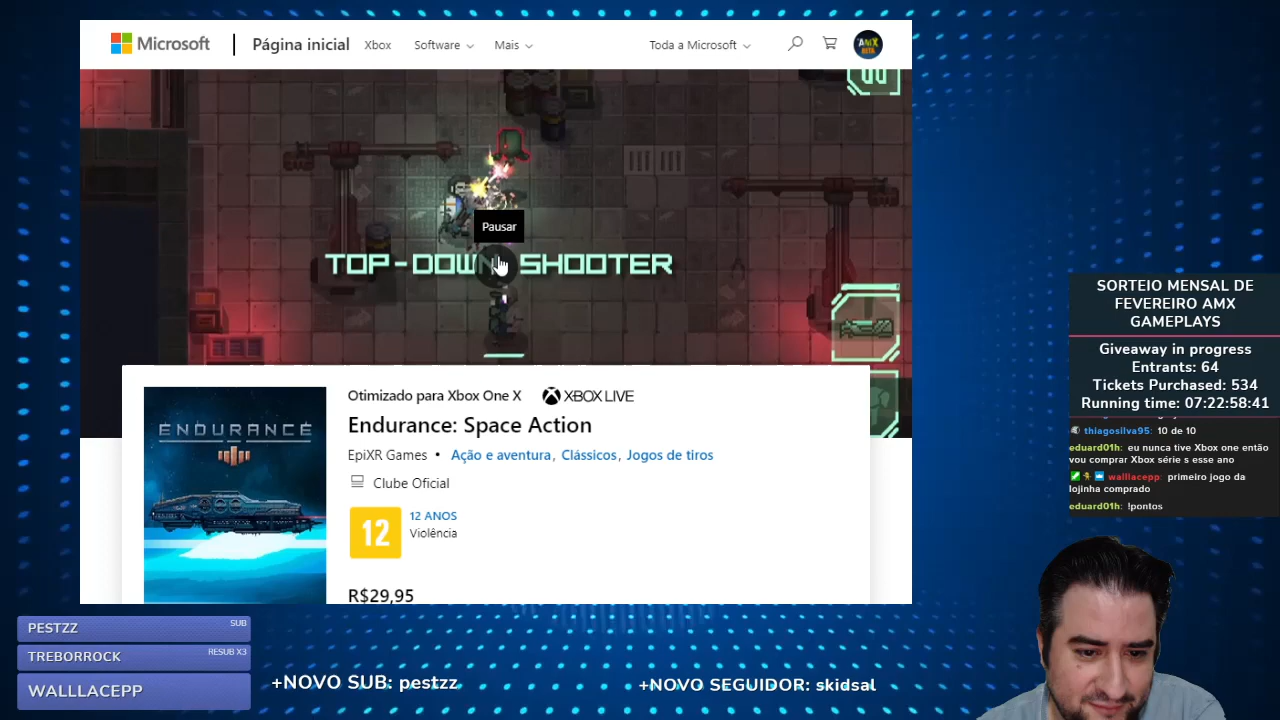 Microsoft
Página inicial
Xbox
Software
Mais
Toda a Microsoft
AMX
Pausar
TOP-DOWN SHOOTER
ENDURANCE
Otimizado para Xbox One X
XBOX LIVE
Endurance: Space Action
EpiXR Games • Ação e aventura, Clássicos, Jogos de tiros
Clube Oficial
12
12 ANOS
Violência
R$29,95
SORTEIO MENSAL DE
FEVEREIRO AMX
GAMEPLAYS
Giveaway in progress
Entrants: 64
Tickets Purchased: 534
Running time: 07:22:58:41
thiagosilva95: 10 de 10
eduard01h: eu nunca tive Xbox one então
vou comprar Xbox série s esse ano
walllacepp: primeiro jogo da
lojinha comprado
eduard01h: !pontos
PESTZZ
SUB
TREBORROCK
RESUB X3
WALLLACEPP
+NOVO SUB: pestzz
+NOVO SEGUIDOR: skidsal